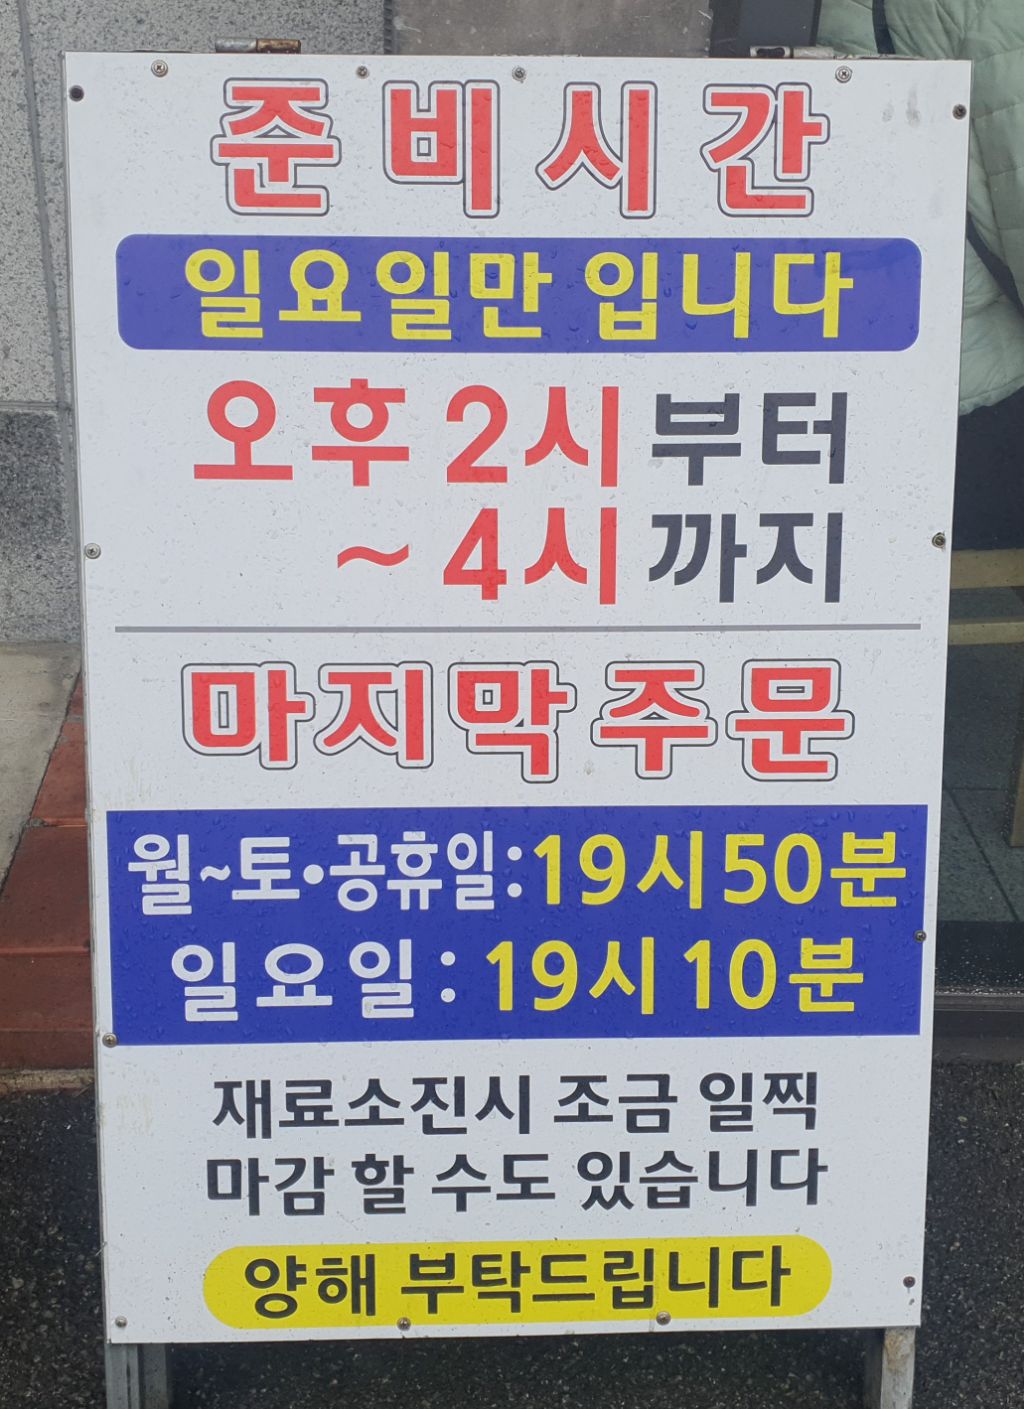 준비시간
일요일만 입니다
오후 2시부터
~ 4시까지
마지막 주문
월~토•공휴일:19시50분
일요일: 19시10분
재료소진시 조금 일찍
마감 할 수도 있습니다
양해 부탁드립니다